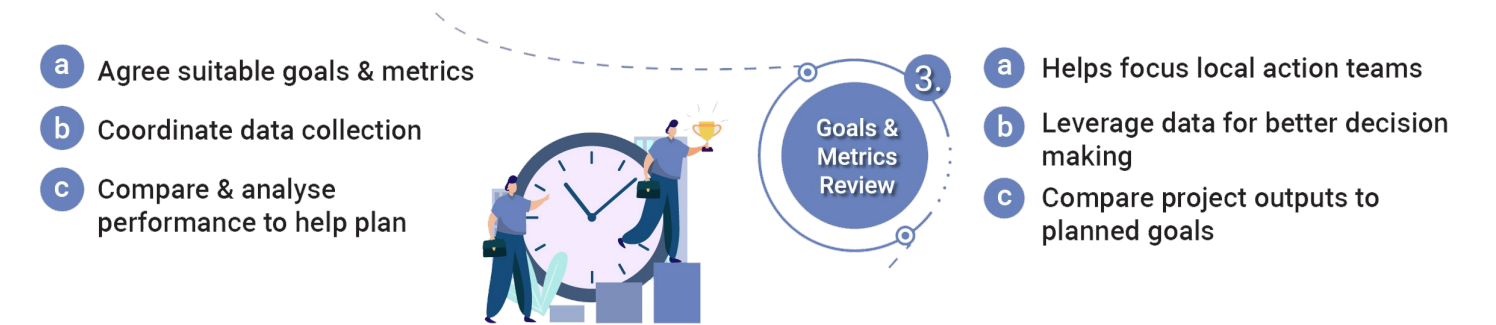 a Agree suitable goals & metrics
b Coordinate data collection
c Compare & analyse
performance to help plan
3.
Goals &
Metrics
Review
a Helps focus local action teams
b Leverage data for better decision
making
c Compare project outputs to
planned goals